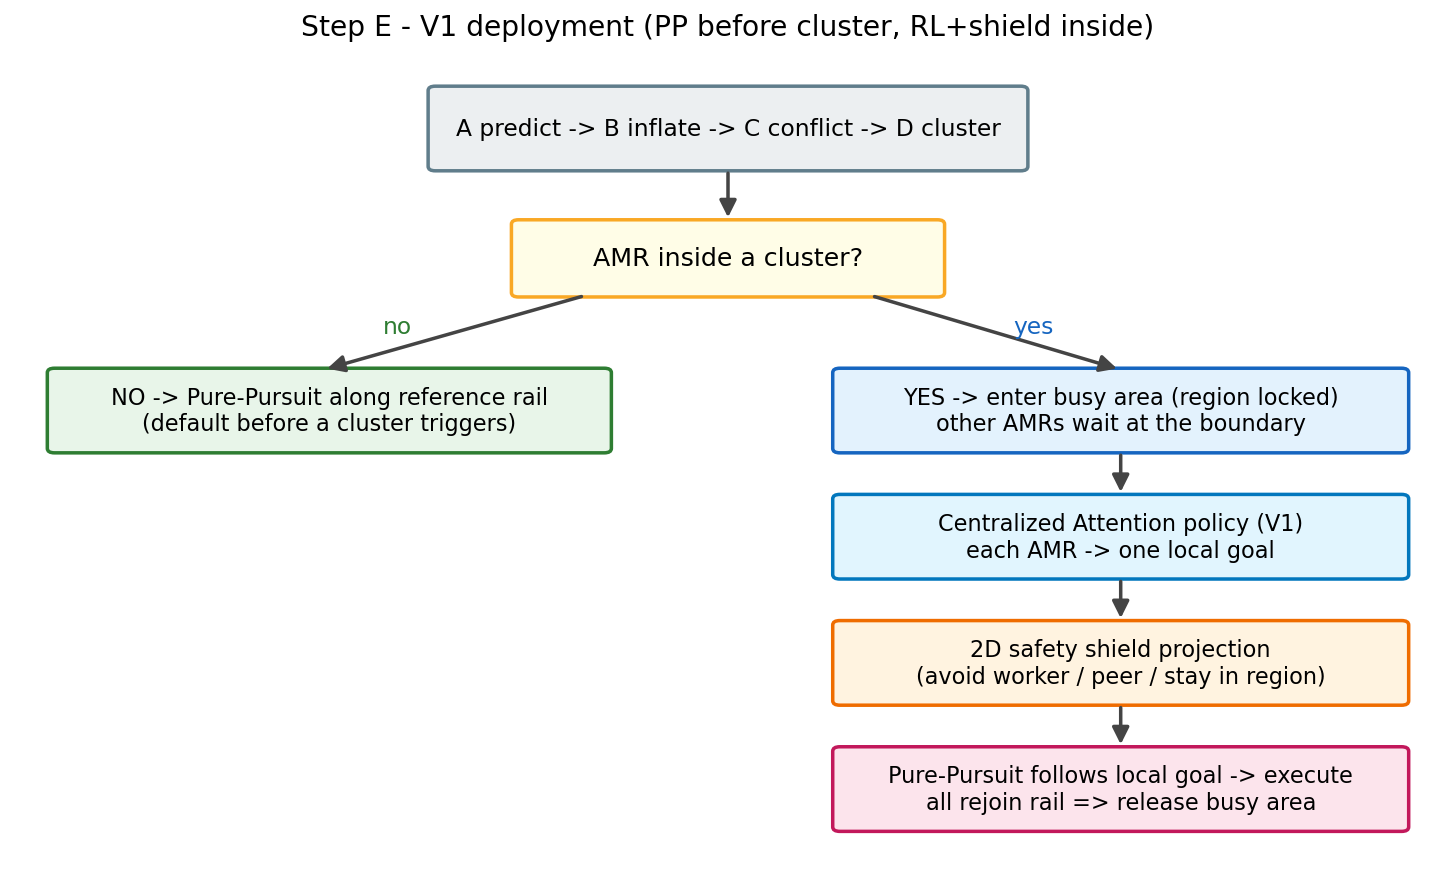 Step E - V1 deployment (PP before cluster, RL+shield inside)
A predict -> B inflate -> C conflict -> D cluster
AMR inside a cluster?
no
yes
NO -> Pure-Pursuit along reference rail
(default before a cluster triggers)
YES -> enter busy area (region locked)
other AMRs wait at the boundary
Centralized Attention policy (V1)
each AMR -> one local goal
2D safety shield projection
(avoid worker / peer / stay in region)
Pure-Pursuit follows local goal -> execute
all rejoin rail => release busy area